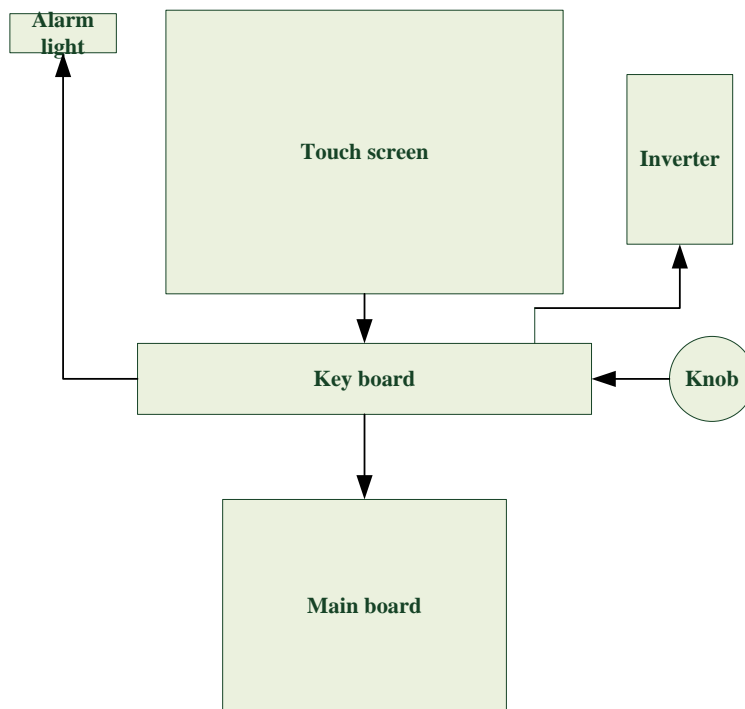 Alarm
light
Touch screen
Inverter
Key board
Knob
Main board